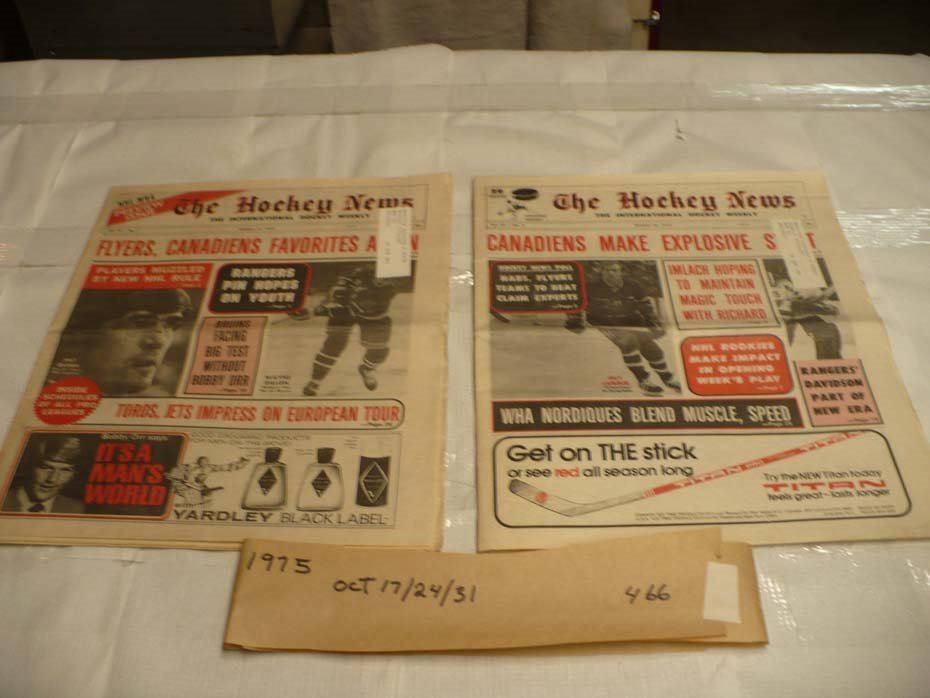 The Hockey News
THE INTERNATIONAL HOCKEY WEEKLY
FLYERS, CANADIENS FAVORITES A N
PLAYERS MUZZLED
BY NEW NHL RULE
RANGERS
PIN HOPES
ON YOUTH
BRUINS
FACING
BIG TEST
WITHOUT
BOBBY ORR
INSIDE
SCHEDULES
OF ALL PRO
LEAGUES
TOROS, JETS IMPRESS ON EUROPEAN TOUR
Bobby Orr says
IT'S A
MAN'S
WORLD
with
YARDLEY BLACK LABEL
The Hockey News
THE INTERNATIONAL HOCKEY WEEKLY
CANADIENS MAKE EXPLOSIVE S T
HABS, FLYERS
TEAMS TO BEAT
CLAIM EXPERTS
IMLACH HOPING
TO MAINTAIN
MAGIC TOUCH
WITH RICHARD
NHL ROOKIES
MAKE IMPACT
IN OPENING
WEEK'S PLAY
RANGERS'
DAVIDSON
PART OF
NEW ERA
WHA NORDIQUES BLEND MUSCLE, SPEED
Get on THE stick
or see red all season long
TITAN TITAN
Try the NEW Titan today
TITAN
feels great - lasts longer
1975
OCT 17/24/31
466